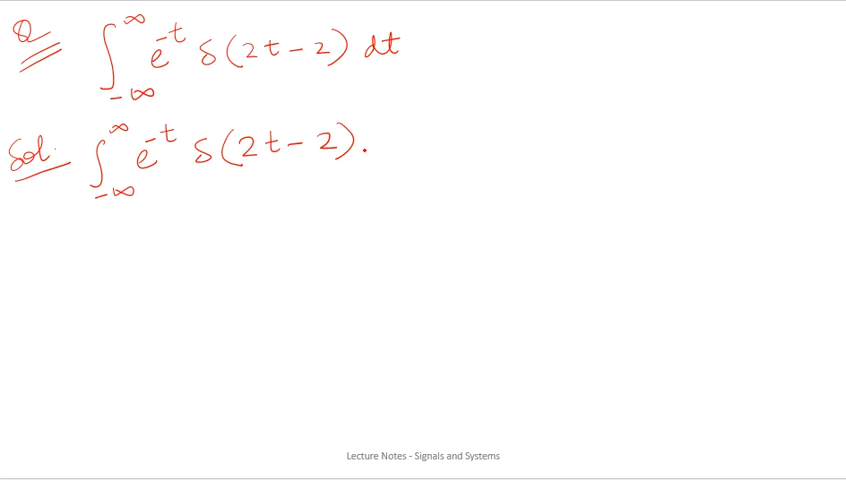 Q ∫_{-∞}^{∞} e^{-t} δ(2t-2) dt
Sol: ∫_{-∞}^{∞} e^{-t} δ(2t-2).
Lecture Notes - Signals and Systems